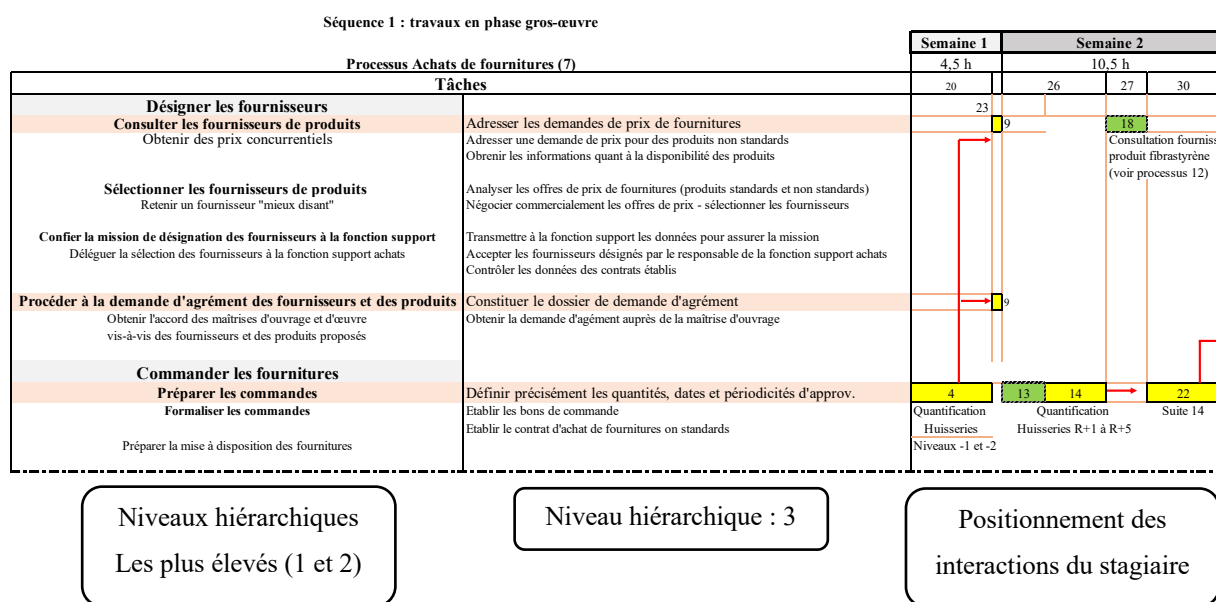 Séquence 1 : travaux en phase gros-œuvre
Semaine 1 Semaine 2
Processus Achats de fournitures (7) 4,5 h 10,5 h
Tâches 20 26 27 30
Désigner les fournisseurs 23
Consulter les fournisseurs de produits Adresser les demandes de prix de fournitures 9 18
Obtenir des prix concurrentiels Adresser une demande de prix pour des produits non standards Consultation fourniss
Obrenir les informations quant à la disponibilité des produits produit fibrastyrène
(voir processus 12)
Sélectionner les fournisseurs de produits Analyser les offres de prix de fournitures (produits standards et non standards)
Retenir un fournisseur "mieux disant" Négocier commercialement les offres de prix - sélectionner les fournisseurs
Confier la mission de désignation des fournisseurs à la fonction support Transmettre à la fonction support les données pour assurer la mission
Déléguer la sélection des fournisseurs à la fonction support achats Accepter les fournisseurs désignés par le responsable de la fonction support achats
Contrôler les données des contrats établis
Procéder à la demande d'agrément des fournisseurs et des produits Constituer le dossier de demande d'agrément 9
Obtenir l'accord des maîtrises d'ouvrage et d'œuvre Obtenir la demande d'agément auprès de la maîtrise d'ouvrage
vis-à-vis des fournisseurs et des produits proposés
Commander les fournitures
Préparer les commandes Définir précisément les quantités, dates et périodicités d'approv. 4 13 14 22
Formaliser les commandes Etablir les bons de commande Quantification Quantification Suite 14
Etablir le contrat d'achat de fournitures on standards Huisseries Huisseries R+1 à R+5
Préparer la mise à disposition des fournitures Niveaux -1 et -2
Niveaux hiérarchiques
Les plus élevés (1 et 2)
Niveau hiérarchique : 3
Positionnement des
interactions du stagiaire